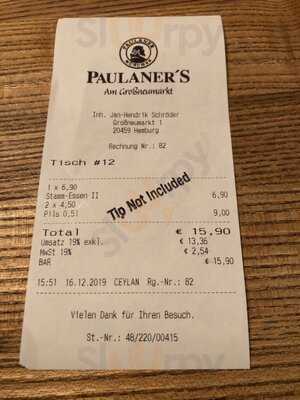 PAULANER
MÜNCHEN
PAULANER'S
Am Großneumarkt
Inh. Jan-Hendrik Schröder
Großneumarkt 1
20459 Hamburg
Rechnung Nr.: 82
Tisch #12
1 x 6,90
Stamm-Essen II 6,90
2 x 4,50
Pils 0,5l 9,00
Tip Not Included
Total € 15,90
Umsatz 19% exkl. € 13,36
MwSt 19% € 2,54
BAR €-15,90
15:51 16.12.2019 CEYLAN Rg.-Nr.: 82
Vielen Dank für Ihren Besuch.
St.-Nr.: 48/220/00415